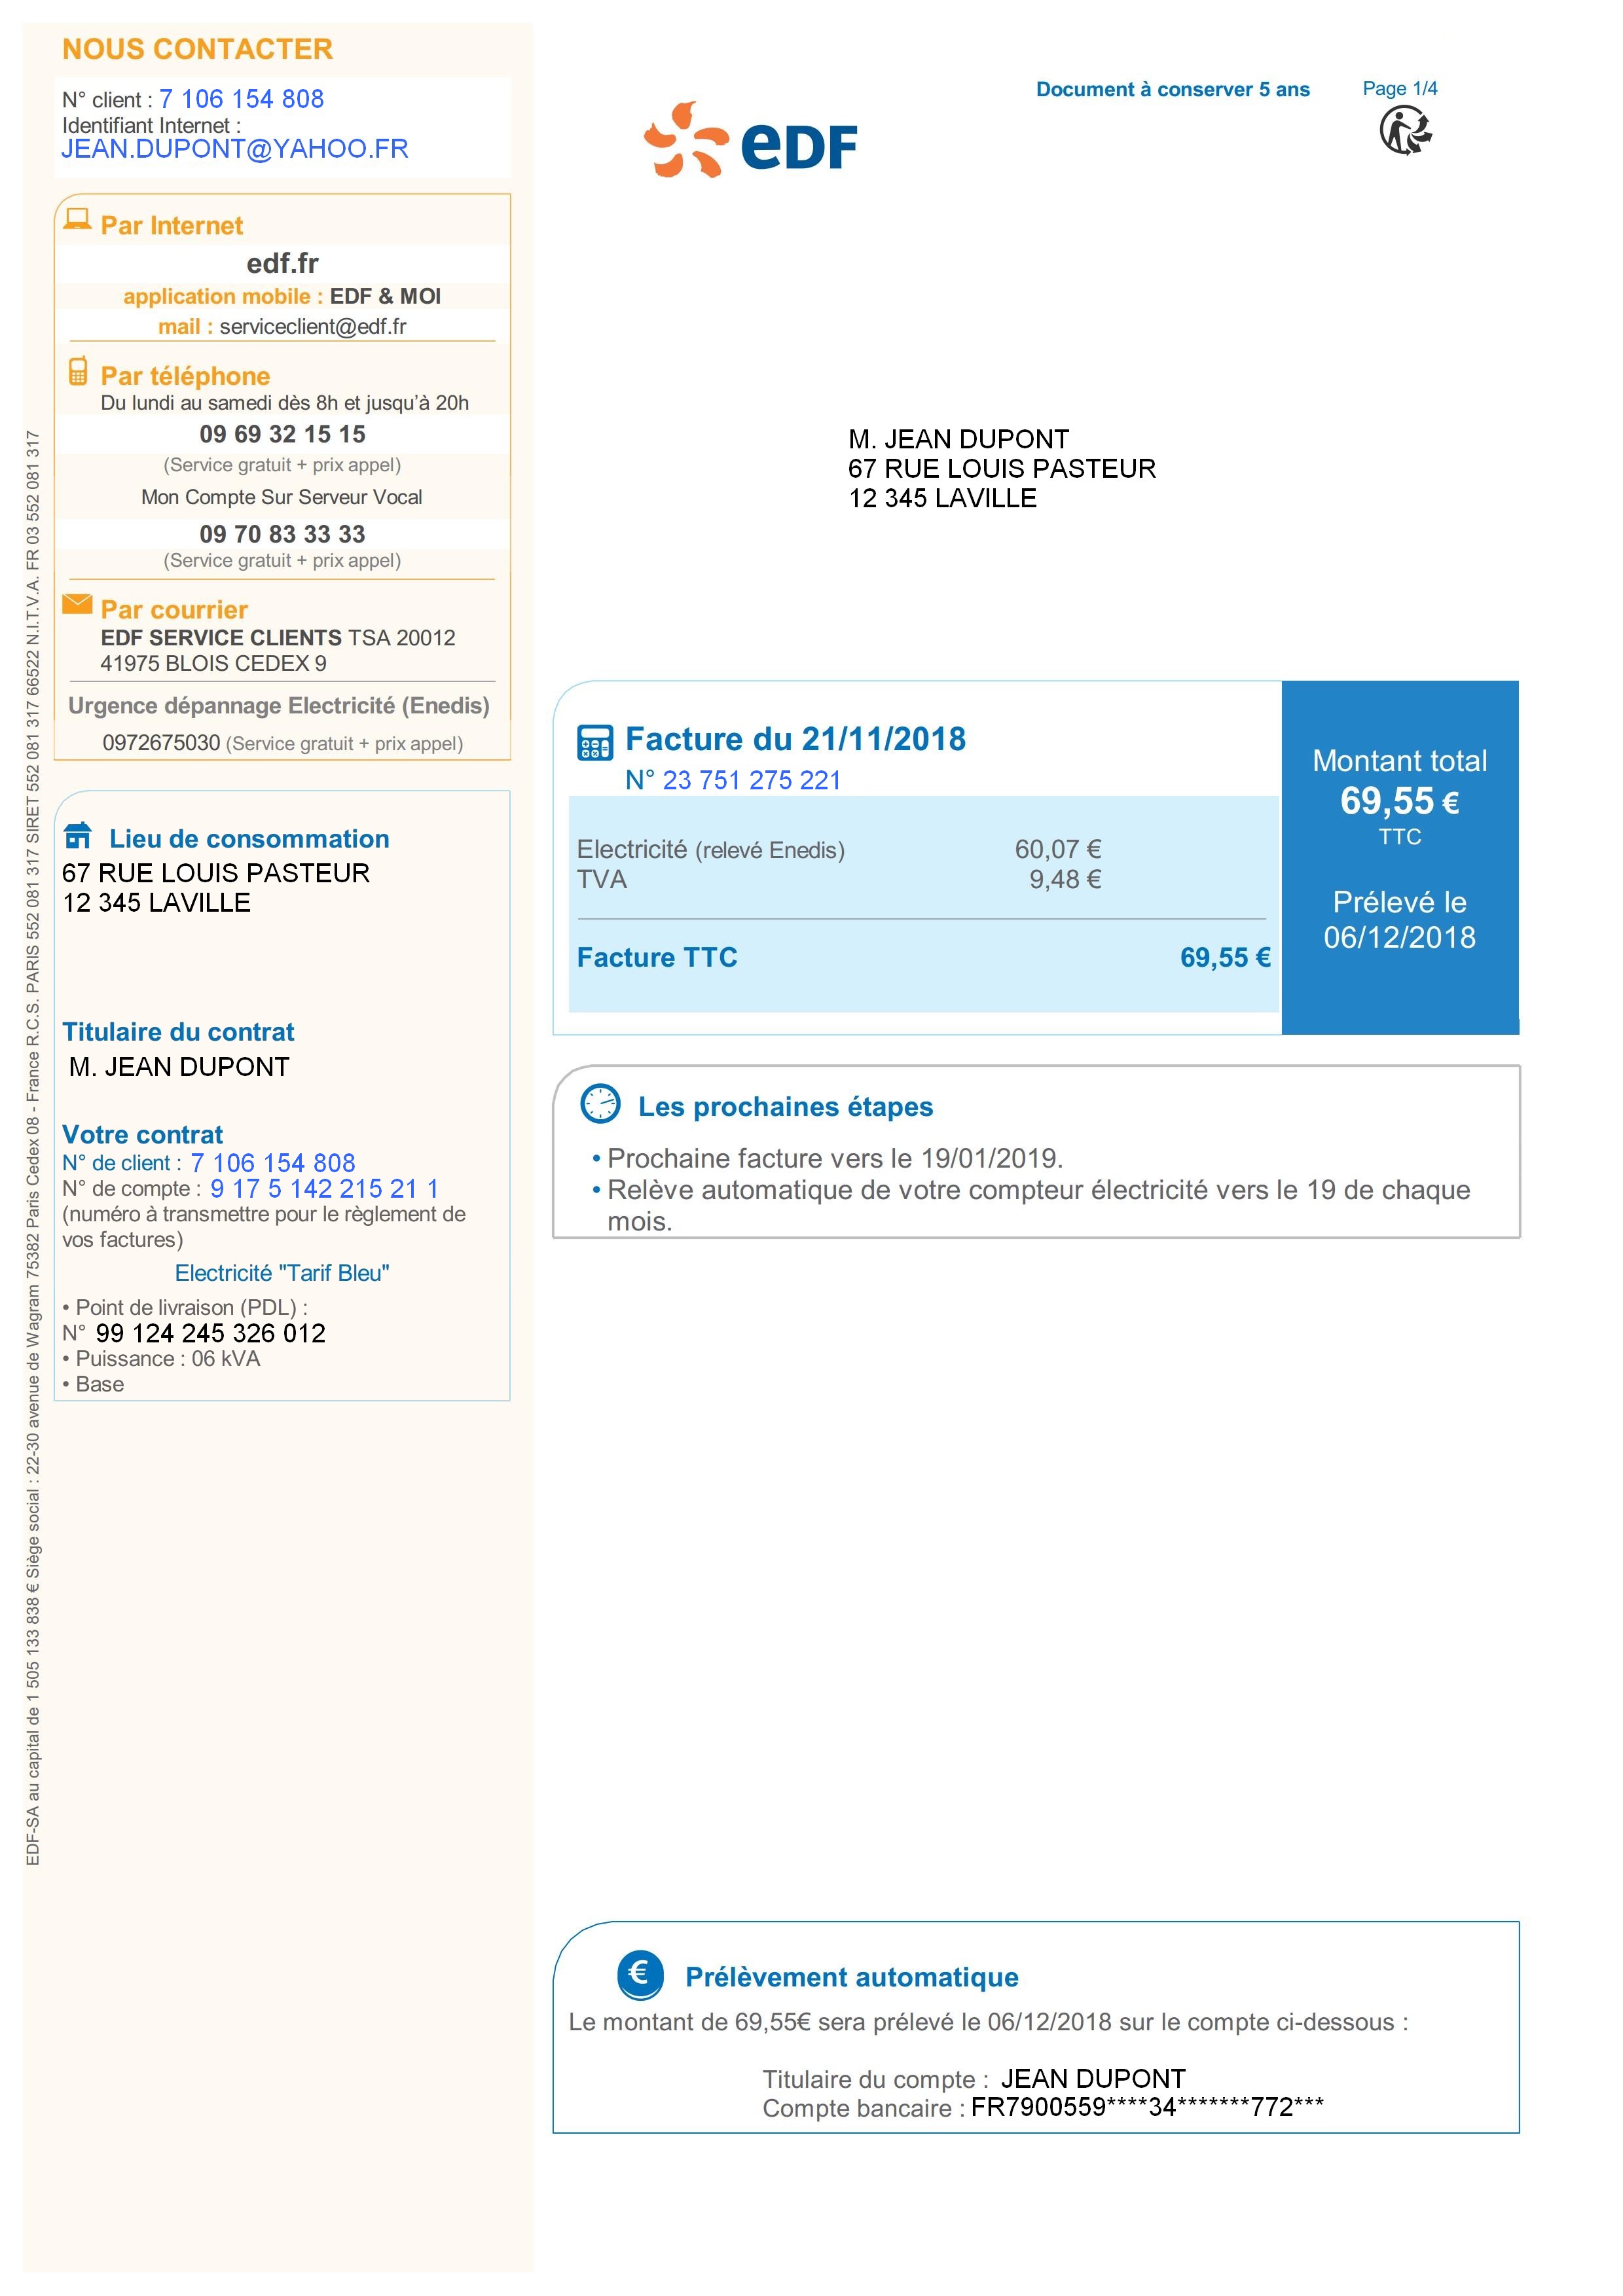 NOUS CONTACTER
N° client : 7 106 154 808
Identifiant Internet :
JEAN.DUPONT@YAHOO.FR
Par Internet
edf.fr
application mobile : EDF & MOI
mail : serviceclient@edf.fr
Par téléphone
Du lundi au samedi dès 8h et jusqu'à 20h
09 69 32 15 15
(Service gratuit + prix appel)
Mon Compte Sur Serveur Vocal
09 70 83 33 33
(Service gratuit + prix appel)
Par courrier
EDF SERVICE CLIENTS TSA 20012
41975 BLOIS CEDEX 9
Urgence dépannage Electricité (Enedis)
0972675030 (Service gratuit + prix appel)
Lieu de consommation
67 RUE LOUIS PASTEUR
12 345 LAVILLE
Titulaire du contrat
M. JEAN DUPONT
Votre contrat
N° de client : 7 106 154 808
N° de compte : 9 17 5 142 215 21 1
(numéro à transmettre pour le règlement de
vos factures)
Electricité "Tarif Bleu"
• Point de livraison (PDL) :
N° 99 124 245 326 012
• Puissance : 06 kVA
• Base
EDF-SA au capital de 1 505 133 838 € Siège social : 22-30 avenue de Wagram 75382 Paris Cedex 08 - France R.C.S. PARIS 552 081 317 SIRET 552 081 317 66522 N.I.T.V.A. FR 03 552 081 317
eDF
Document à conserver 5 ans
Page 1/4
M. JEAN DUPONT
67 RUE LOUIS PASTEUR
12 345 LAVILLE
Facture du 21/11/2018
N° 23 751 275 221
Electricité (relevé Enedis) 60,07 €
TVA 9,48 €
Facture TTC 69,55 €
Montant total
69,55 €
TTC
Prélevé le
06/12/2018
Les prochaines étapes
• Prochaine facture vers le 19/01/2019.
• Relève automatique de votre compteur électricité vers le 19 de chaque
mois.
€ Prélèvement automatique
Le montant de 69,55€ sera prélevé le 06/12/2018 sur le compte ci-dessous :
Titulaire du compte : JEAN DUPONT
Compte bancaire : FR7900559****34*******772***